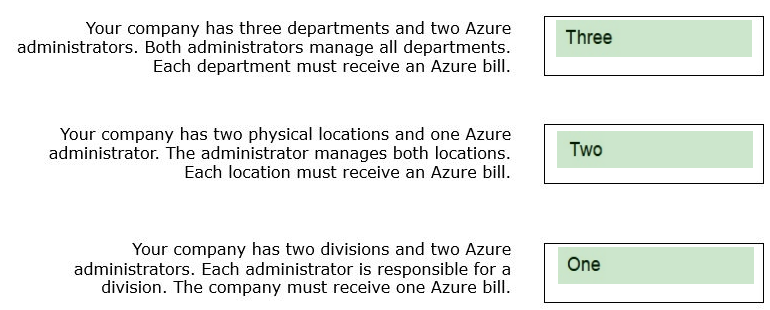 Your company has three departments and two Azure
administrators. Both administrators manage all departments.
Each department must receive an Azure bill.
Three
Your company has two physical locations and one Azure
administrator. The administrator manages both locations.
Each location must receive an Azure bill.
Two
Your company has two divisions and two Azure
administrators. Each administrator is responsible for a
division. The company must receive one Azure bill.
One